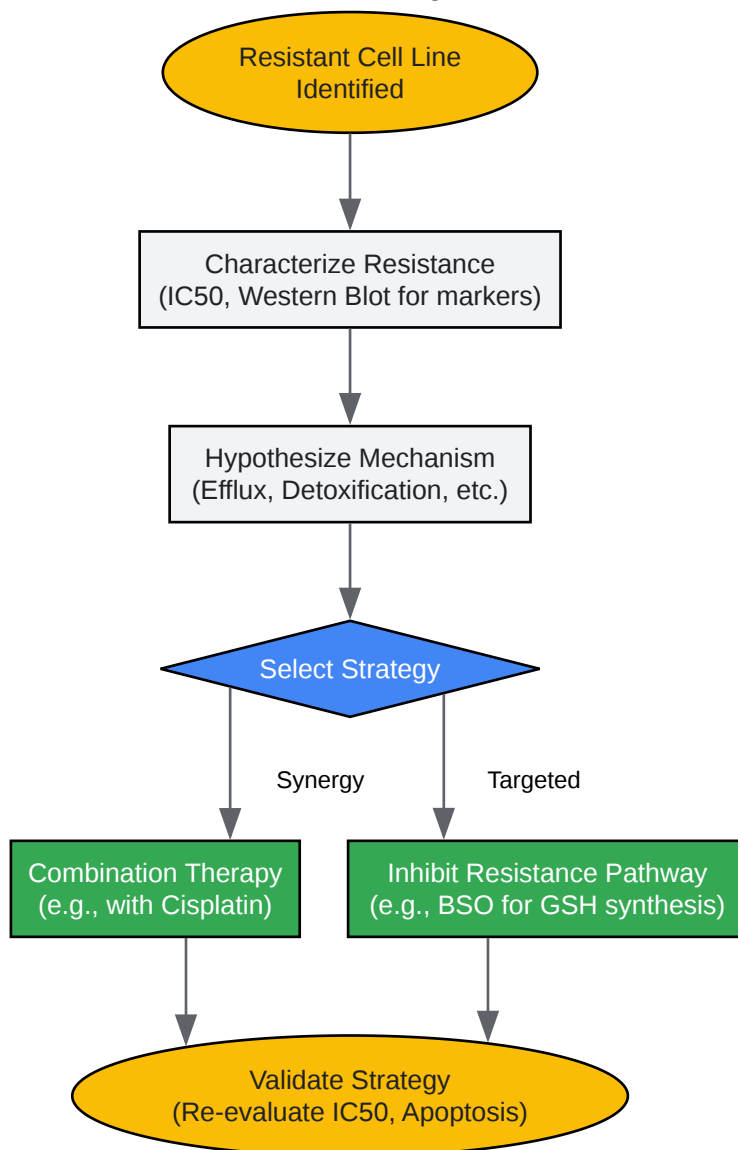 Resistant Cell Line
Identified
Characterize Resistance
(IC50, Western Blot for markers)
Hypothesize Mechanism
(Efflux, Detoxification, etc.)
Select Strategy
Synergy
Targeted
Combination Therapy
(e.g., with Cisplatin)
Inhibit Resistance Pathway
(e.g., BSO for GSH synthesis)
Validate Strategy
(Re-evaluate IC50, Apoptosis)